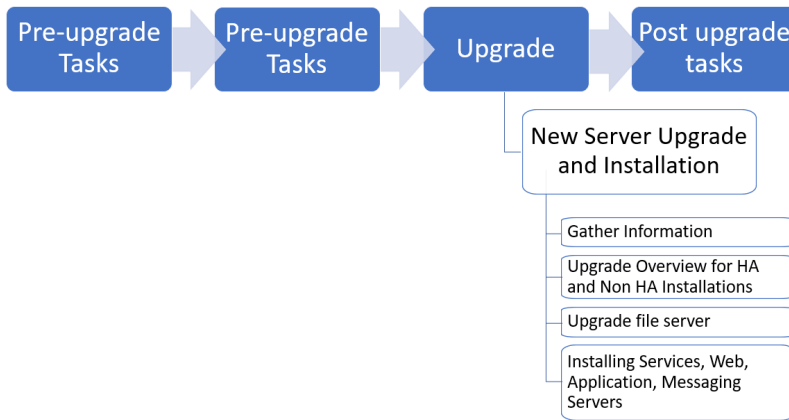 Pre-upgrade
Tasks
Pre-upgrade
Tasks
Upgrade
Post upgrade
tasks
New Server Upgrade
and Installation
Gather Information
Upgrade Overview for HA
and Non HA Installations
Upgrade file server
Installing Services, Web,
Application, Messaging
Servers